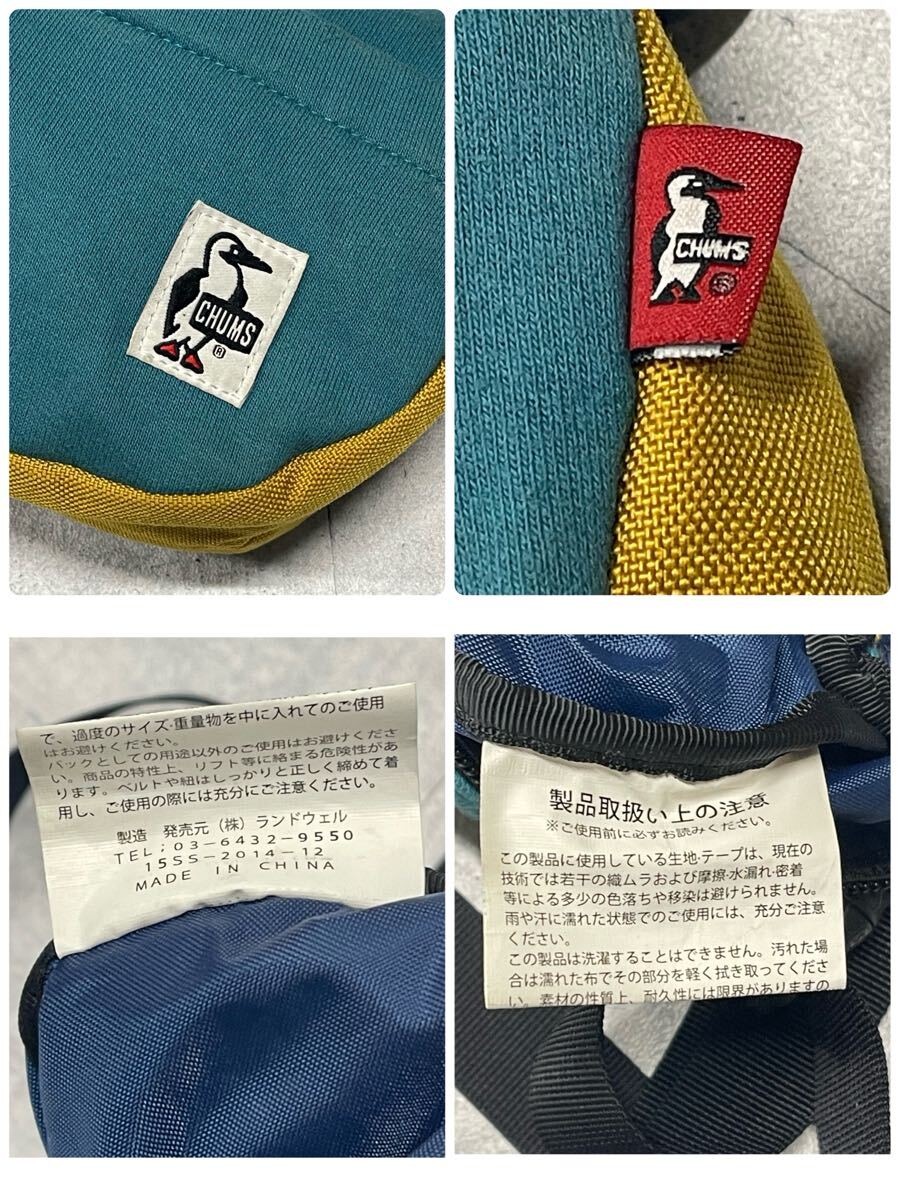 CHUMS
®
CHUMS
で、過度のサイズ・重量物を中に入れてのご使用
はお避けください。
バックとしての用途以外のご使用はお避けくださ
い。商品の特性上、リフト等に絡まる危険性があ
ります。ベルトや紐はしっかりと正しく締めて着
用し、ご使用の際には充分にご注意ください。
製造 発売元（株）ランドウェル
TEL;03-6432-9550
15SS-2014-12
MADE IN CHINA
製品取扱い上の注意
※ご使用前に必ずお読みください。
この製品に使用している生地・テープは、現在の
技術では若干の織ムラおよび摩擦・水漏れ・密着
等による多少の色落ちや移染は避けられません。
雨や汗に濡れた状態でのご使用には、充分ご注意
ください。
この製品は洗濯することはできません。汚れた場
合は濡れた布でその部分を軽く拭き取ってくださ
い。素材の性質上、耐久性には限界がありますの